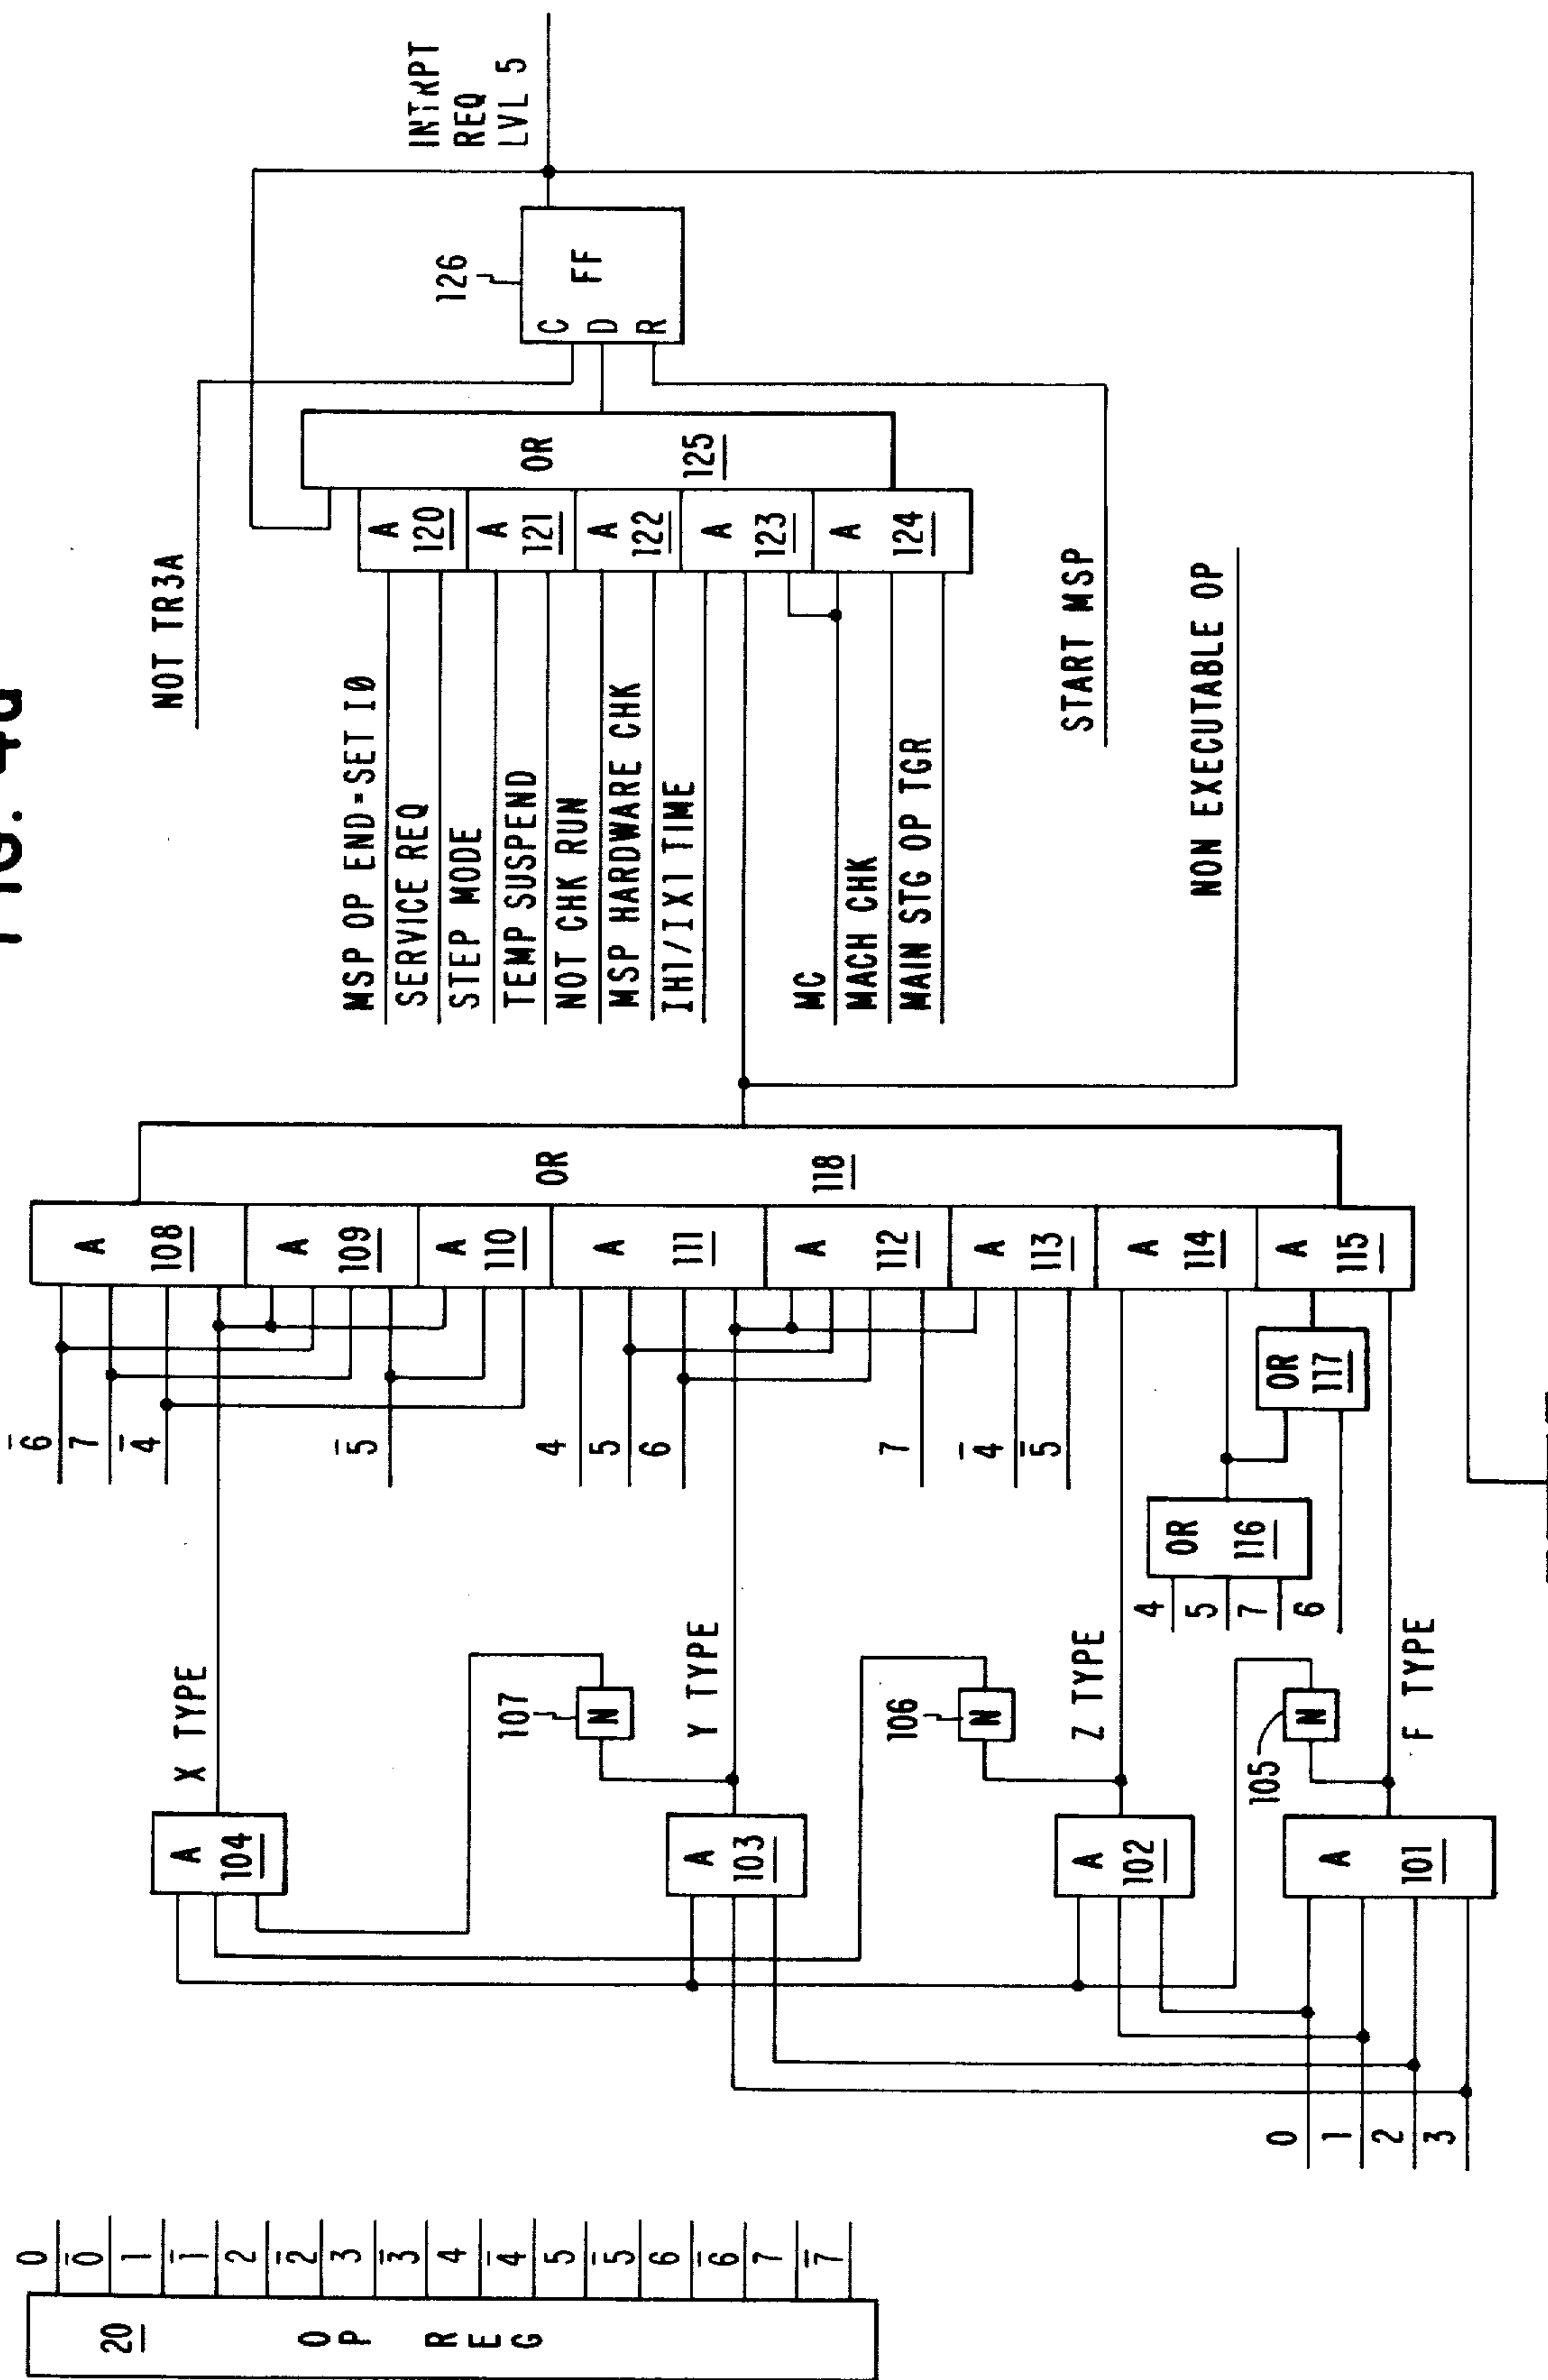 FIG. 4a
20
OP REG
0
0̅
1
1̅
2
2̅
3
3̅
4
4̅
5
5̅
6
6̅
7
7̅
0
1
2
3
A
104
A
103
A
102
A
101
X TYPE
107
N
Y TYPE
106
N
Z TYPE
105
N
F TYPE
6̅
7
4̅
5̅
4
5
6
7
4̅
5̅
4
5
7
6
OR
116
OR
117
A
108
A
109
A
110
A
111
A
112
A
113
A
114
A
115
OR
118
NOT TR3A
MSP OP END=SET IO
SERVICE REQ
STEP MODE
TEMP SUSPEND
NOT CHK RUN
MSP HARDWARE CHK
IH1/IX1 TIME
MC
MACH CHK
MAIN STG OP TGR
START MSP
NON EXECUTABLE OP
A
120
A
121
A
122
A
123
A
124
OR
125
126
C
D
R
FF
INTRPT
REQ
LVL 5